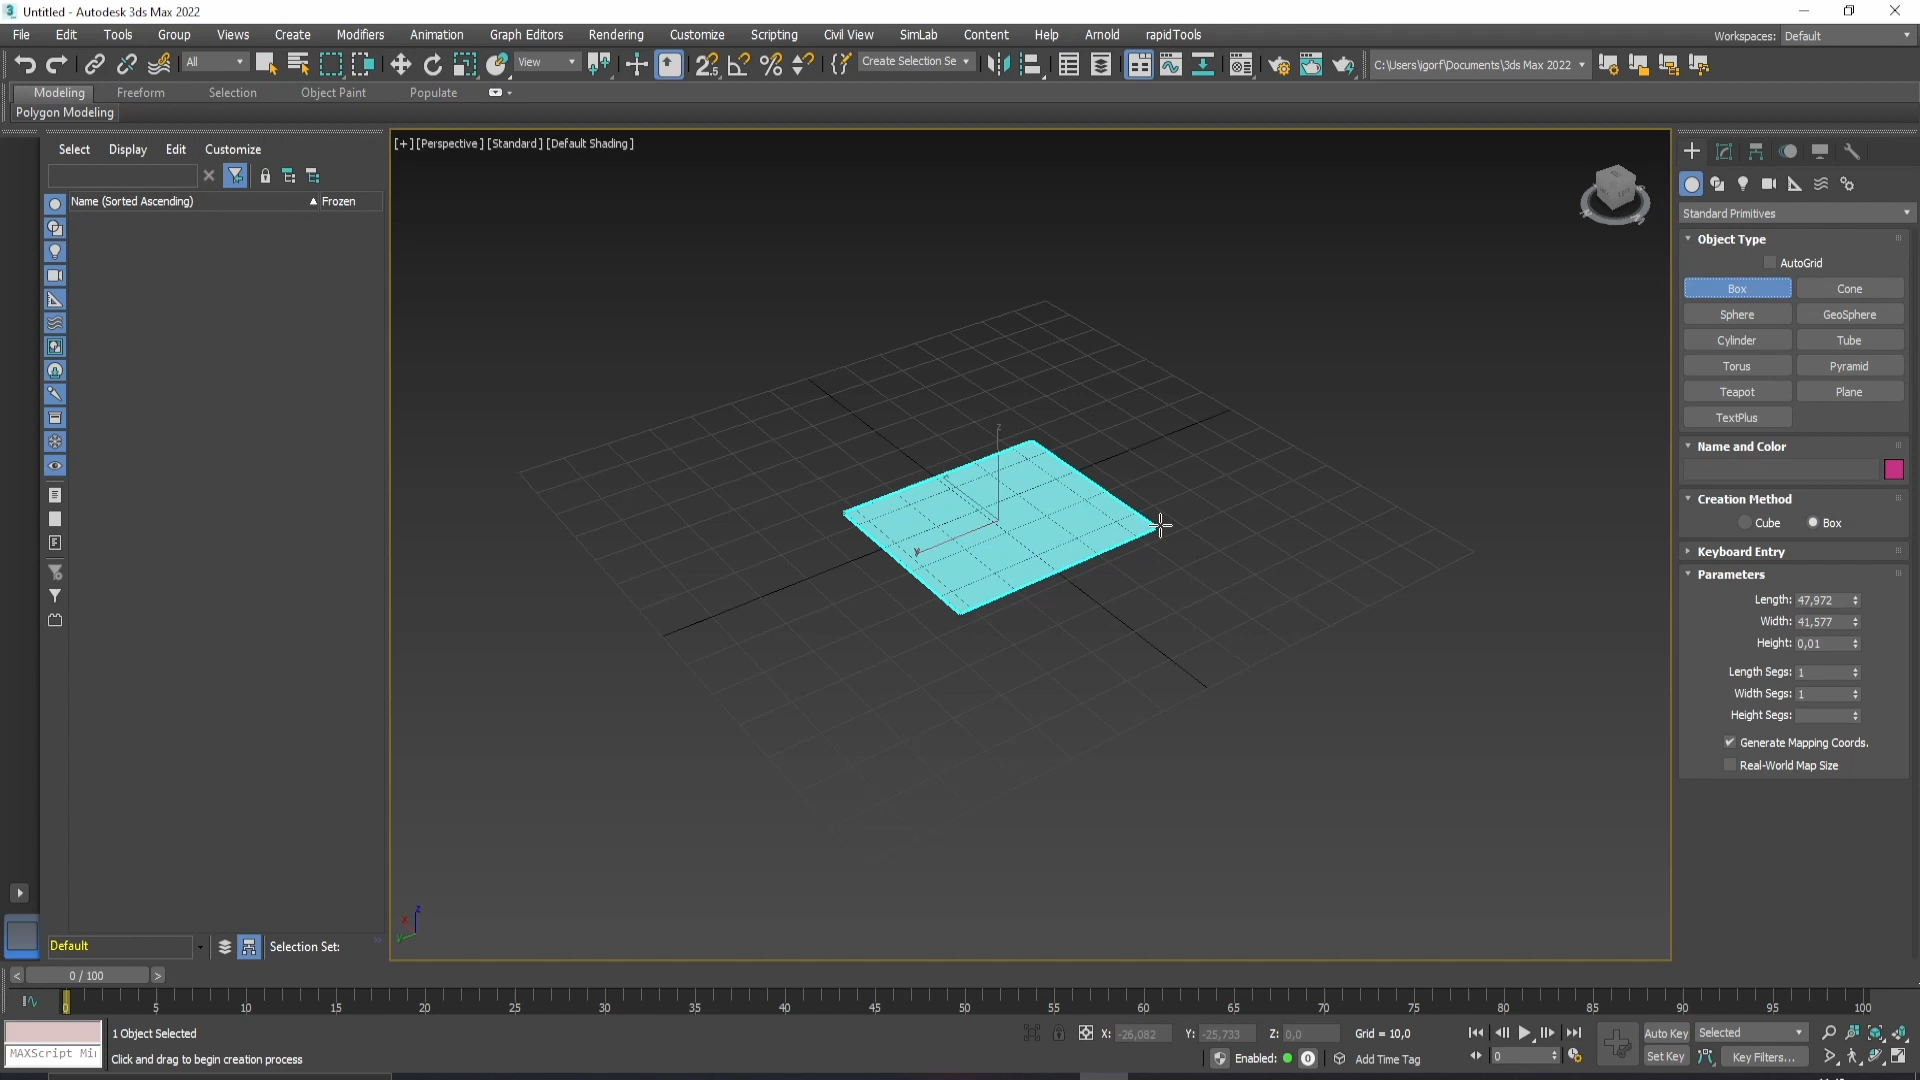 Untitled - Autodesk 3ds Max 2022
File Edit Tools Group Views Create Modifiers Animation Graph Editors Rendering Customize Scripting Civil View SimLab Content Help Arnold rapidTools Workspaces: Default
All View Create Selection Se C:\Users\gorf\Documents\3ds Max 2022
Modeling Freeform Selection Object Paint Populate
Polygon Modeling
Select Display Edit Customize
[+] [Perspective] [Standard] [Default Shading]
Name (Sorted Ascending) Frozen
Standard Primitives
Object Type
AutoGrid
Box Cone
Sphere GeoSphere
Cylinder Tube
Torus Pyramid
Teapot Plane
TextPlus
Name and Color
Creation Method
Cube Box
Keyboard Entry
Parameters
Length: 47,972
Width: 41,577
Height: 0,01
Length Segs: 1
Width Segs: 1
Height Segs:
Generate Mapping Coords.
Real-World Map Size
z
y
z
x
y
Default Selection Set:
< 0 / 100 >
0 5 10 15 20 25 30 35 40 45 50 55 60 65 70 75 80 85 90 95 100
1 Object Selected X: -26,082 Y: -25,733 Z: 0,0 Grid = 10,0 Auto Key Selected
MAXScript Mi Click and drag to begin creation process Enabled: 0 Add Time Tag 0 Set Key Key Filters...